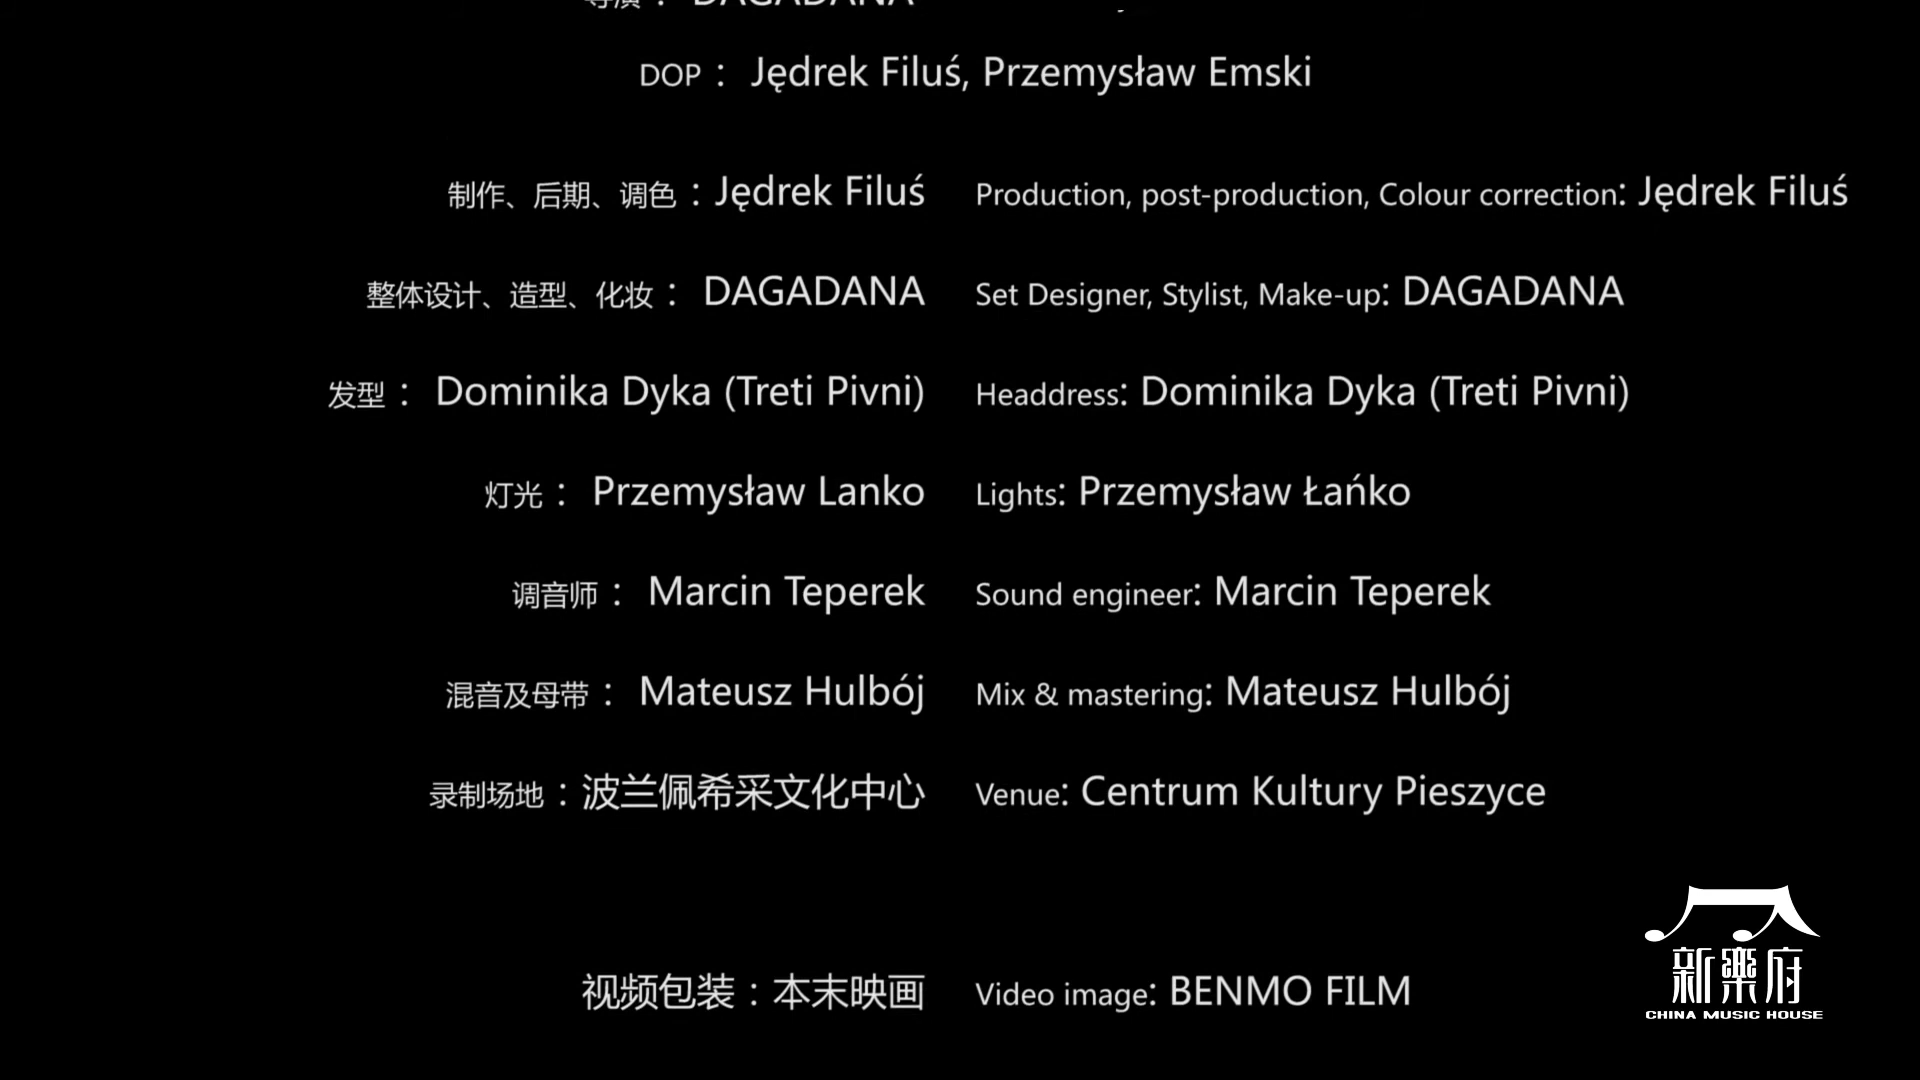 DAGADANA
DOP： Jędrek Filuś, Przemysław Emski
制作、后期、调色：Jędrek Filuś Production, post-production, Colour correction: Jędrek Filuś
整体设计、造型、化妆： DAGADANA Set Designer, Stylist, Make-up: DAGADANA
发型： Dominika Dyka (Treti Pivni) Headdress: Dominika Dyka (Treti Pivni)
灯光： Przemysław Lanko Lights: Przemysław Łańko
调音师： Marcin Teperek Sound engineer: Marcin Teperek
混音及母带： Mateusz Hulbój Mix & mastering: Mateusz Hulbój
录制场地：波兰佩希采文化中心 Venue: Centrum Kultury Pieszyce
视频包装：本末映画 Video image: BENMO FILM
新樂府
CHINA MUSIC HOUSE